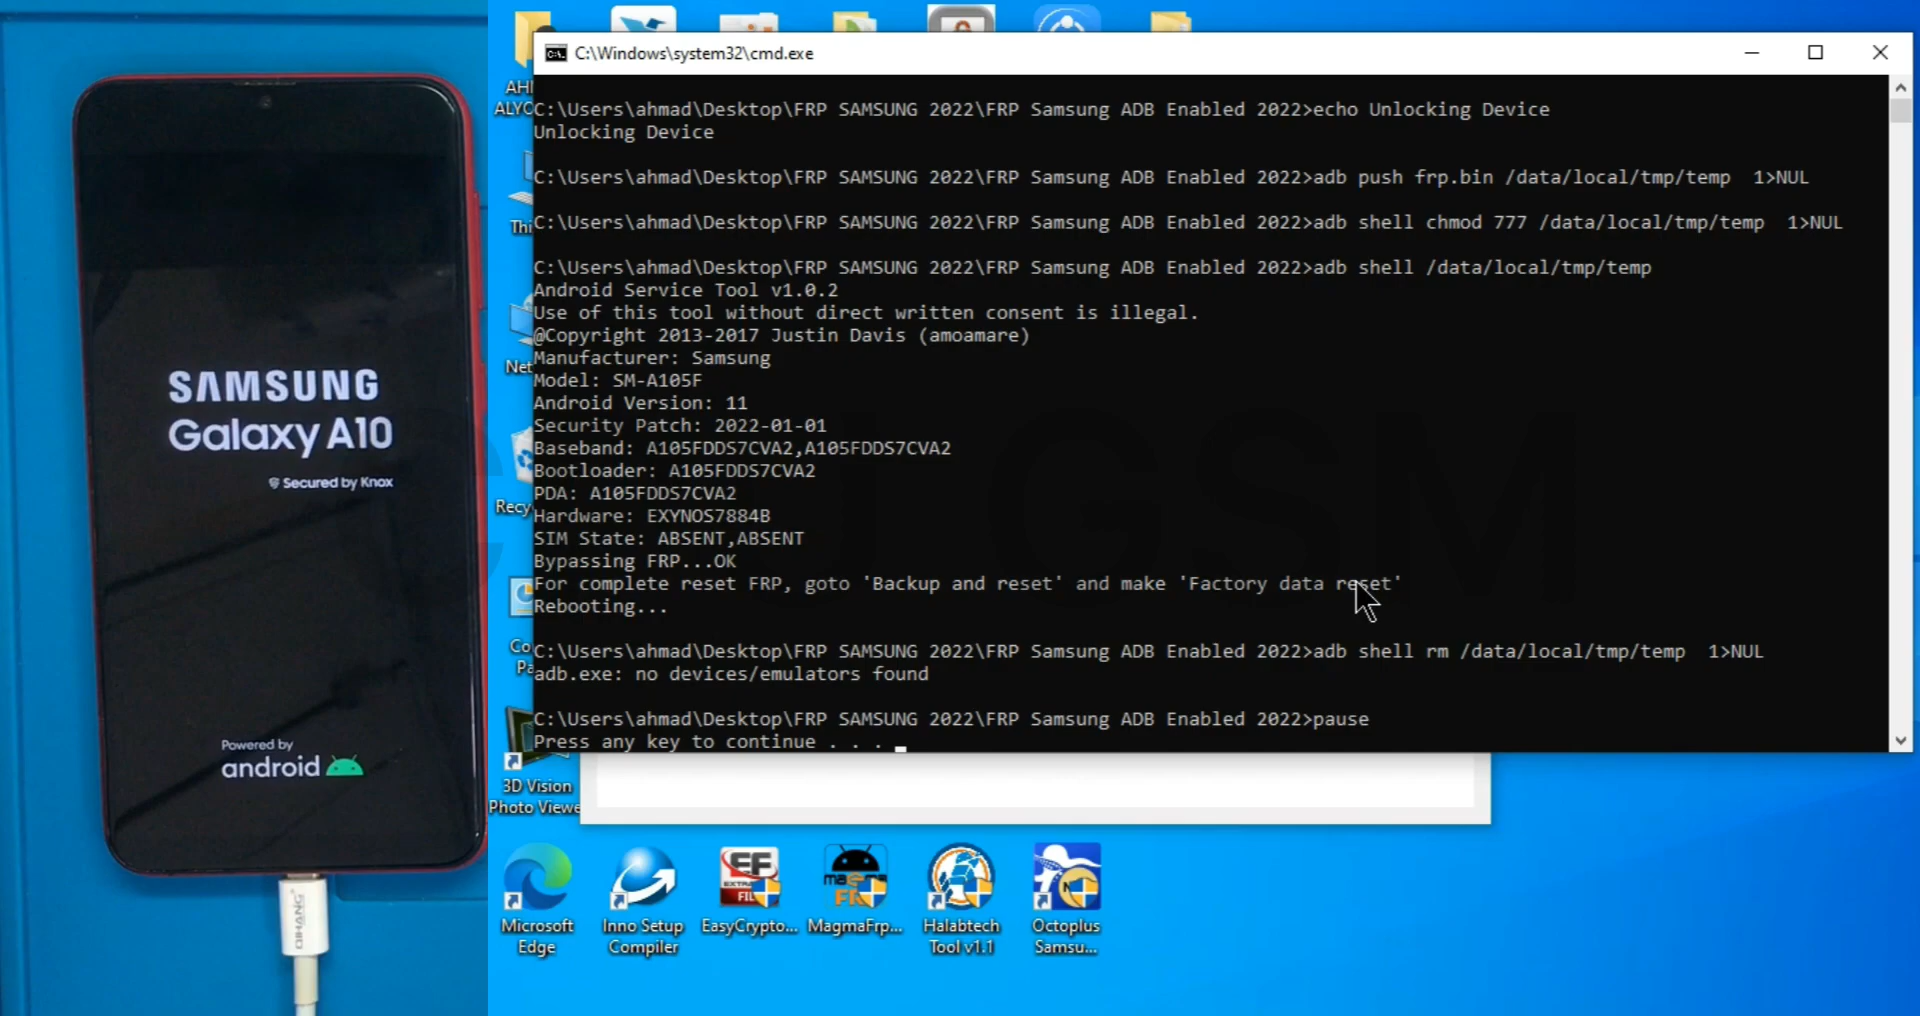 SAMSUNG
Galaxy A10
Secured by Knox
Powered by
android
QIHANG
C:\Windows\system32\cmd.exe
C:\Users\ahmad\Desktop\FRP SAMSUNG 2022\FRP Samsung ADB Enabled 2022>echo Unlocking Device
Unlocking Device
C:\Users\ahmad\Desktop\FRP SAMSUNG 2022\FRP Samsung ADB Enabled 2022>adb push frp.bin /data/local/tmp/temp  1>NUL
C:\Users\ahmad\Desktop\FRP SAMSUNG 2022\FRP Samsung ADB Enabled 2022>adb shell chmod 777 /data/local/tmp/temp  1>NUL
C:\Users\ahmad\Desktop\FRP SAMSUNG 2022\FRP Samsung ADB Enabled 2022>adb shell /data/local/tmp/temp
Android Service Tool v1.0.2
Use of this tool without direct written consent is illegal.
@Copyright 2013-2017 Justin Davis (amoamare)
Manufacturer: Samsung
Model: SM-A105F
Android Version: 11
Security Patch: 2022-01-01
Baseband: A105FDDS7CVA2,A105FDDS7CVA2
Bootloader: A105FDDS7CVA2
PDA: A105FDDS7CVA2
Hardware: EXYNOS7884B
SIM State: ABSENT,ABSENT
Bypassing FRP...OK
For complete reset FRP, goto 'Backup and reset' and make 'Factory data reset'
Rebooting...
C:\Users\ahmad\Desktop\FRP SAMSUNG 2022\FRP Samsung ADB Enabled 2022>adb shell rm /data/local/tmp/temp  1>NUL
adb.exe: no devices/emulators found
C:\Users\ahmad\Desktop\FRP SAMSUNG 2022\FRP Samsung ADB Enabled 2022>pause
Press any key to continue . . .
AH
ALYO
Thi
Net
Recy
Co
Pa
3D Vision
Photo Viewe
Microsoft
Edge
Inno Setup
Compiler
EasyCrypto...
MagmaFrp...
Halabtech
Tool v1.1
Octoplus
Samsu...
GSM